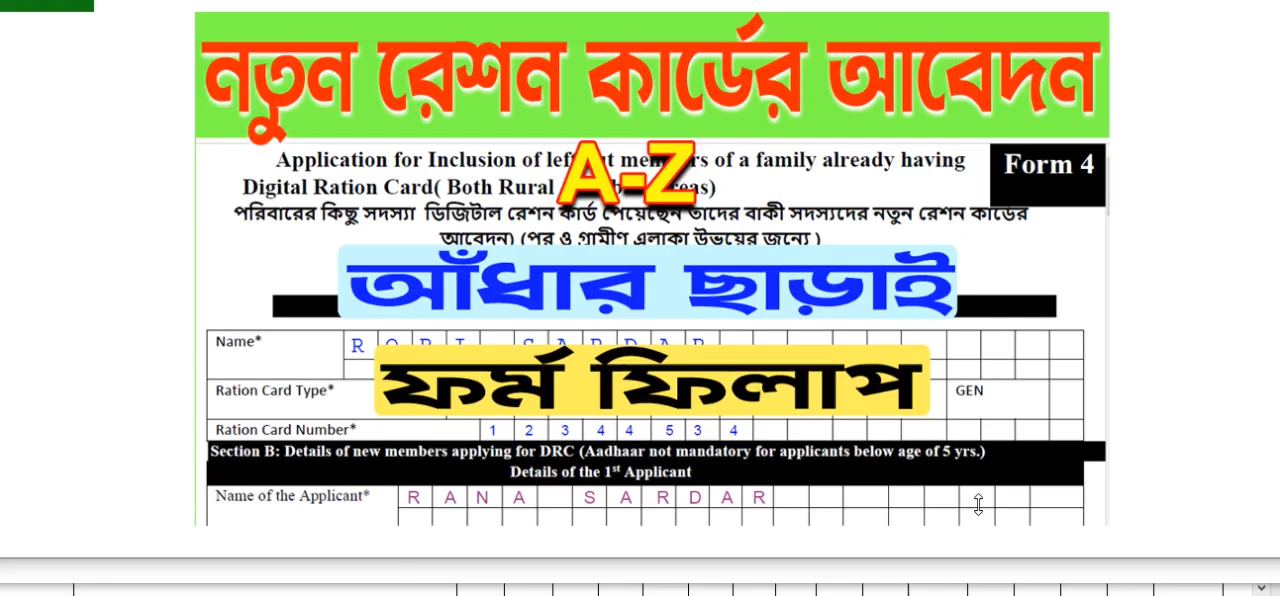 নতুন রেশন কার্ডের আবেদন
A-Z
Application for Inclusion of left members of a family already having
Form 4
Digital Ration Card( Both Rural
পরিবারের কিছু সদস্যা ডিজিটাল রেশন কার্ড পেয়েছেন তাদের বাকী সদস্যদের নতুন রেশন কার্ডের
আবেদন) (পর ও গ্রামীণ এলাকা উভয়ের জন্যে )
আঁধার ছাড়াই
Name*
ফর্ম ফিলাপ
Ration Card Type* GEN
Ration Card Number* 1 2 3 4 4 5 3 4
Section B: Details of new members applying for DRC (Aadhaar not mandatory for applicants below age of 5 yrs.)
Details of the 1st Applicant
Name of the Applicant* R A N A S A R D A R